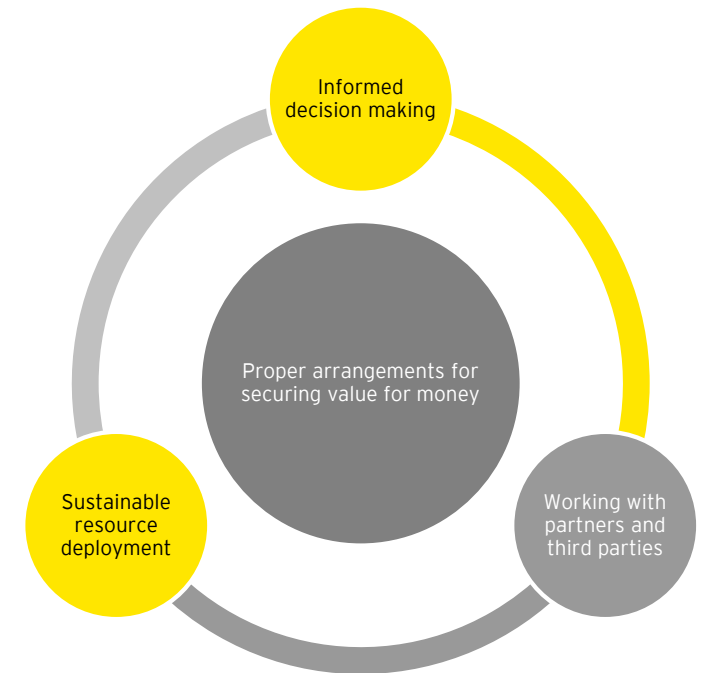 Informed
decision making
Proper arrangements for
securing value for money
Sustainable
resource
deployment
Working with
partners and
third parties